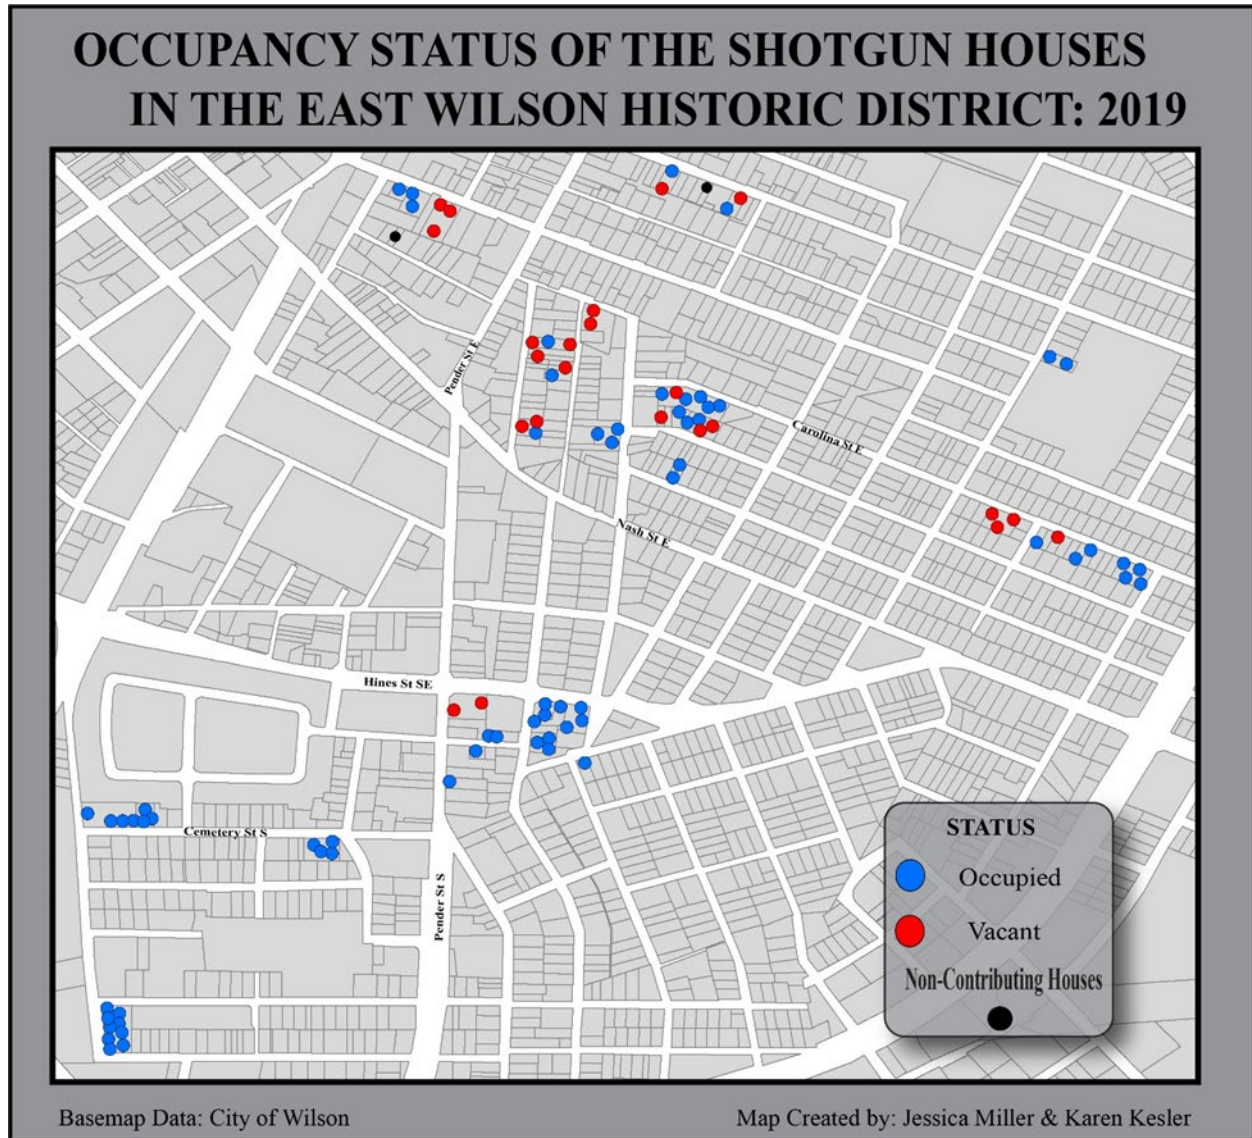 OCCUPANCY STATUS OF THE SHOTGUN HOUSES
IN THE EAST WILSON HISTORIC DISTRICT: 2019
Pender St E
Carolina St E
Nash St E
Hines St SE
Cemetery St S
Pender St S
STATUS
Occupied
Vacant
Non-Contributing Houses
Basemap Data: City of Wilson
Map Created by: Jessica Miller & Karen Kesler